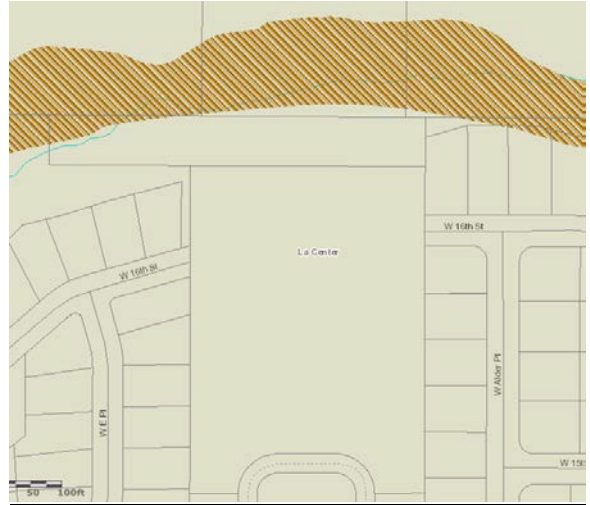 W 16th St
La Center
W 16th St
W Alder Pl
W E Pl
W 15t
50 100ft